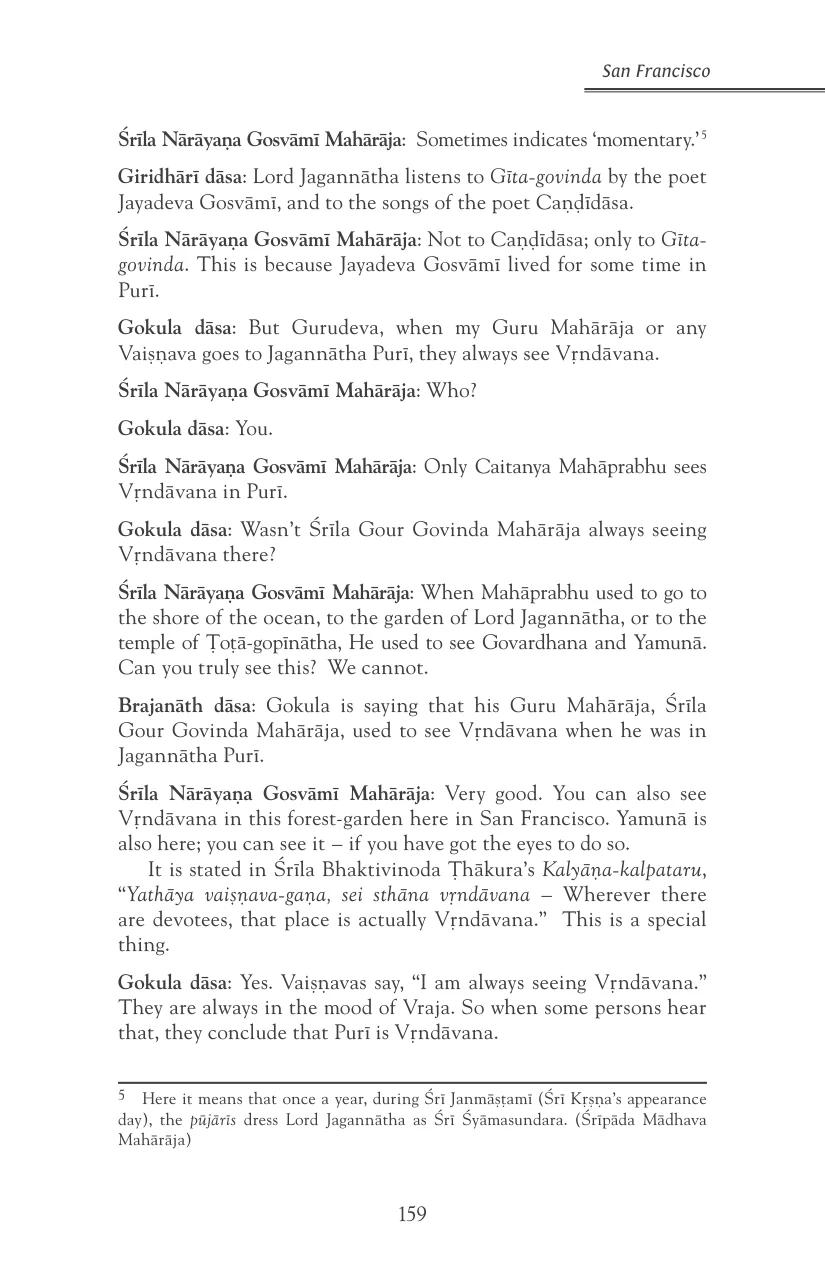 San Francisco
Śrīla Nārāyaṇa Gosvāmī Mahārāja: Sometimes indicates ‘momentary.’5
Giridhārī dāsa: Lord Jagannātha listens to Gīta-govinda by the poet
Jayadeva Gosvāmī, and to the songs of the poet Caṇḍīdāsa.
Śrīla Nārāyaṇa Gosvāmī Mahārāja: Not to Caṇḍīdāsa; only to Gīta-
govinda. This is because Jayadeva Gosvāmī lived for some time in
Purī.
Gokula dāsa: But Gurudeva, when my Guru Mahārāja or any
Vaiṣṇava goes to Jagannātha Purī, they always see Vṛndāvana.
Śrīla Nārāyaṇa Gosvāmī Mahārāja: Who?
Gokula dāsa: You.
Śrīla Nārāyaṇa Gosvāmī Mahārāja: Only Caitanya Mahāprabhu sees
Vṛndāvana in Purī.
Gokula dāsa: Wasn’t Śrīla Gour Govinda Mahārāja always seeing
Vṛndāvana there?
Śrīla Nārāyaṇa Gosvāmī Mahārāja: When Mahāprabhu used to go to
the shore of the ocean, to the garden of Lord Jagannātha, or to the
temple of Ṭoṭā-gopīnātha, He used to see Govardhana and Yamunā.
Can you truly see this? We cannot.
Brajanāth dāsa: Gokula is saying that his Guru Mahārāja, Śrīla
Gour Govinda Mahārāja, used to see Vṛndāvana when he was in
Jagannātha Purī.
Śrīla Nārāyaṇa Gosvāmī Mahārāja: Very good. You can also see
Vṛndāvana in this forest-garden here in San Francisco. Yamunā is
also here; you can see it – if you have got the eyes to do so.
It is stated in Śrīla Bhaktivinoda Ṭhākura’s Kalyāṇa-kalpataru,
“Yathāya vaiṣṇava-gaṇa, sei sthāna vṛndāvana – Wherever there
are devotees, that place is actually Vṛndāvana.” This is a special
thing.
Gokula dāsa: Yes. Vaiṣṇavas say, “I am always seeing Vṛndāvana.”
They are always in the mood of Vraja. So when some persons hear
that, they conclude that Purī is Vṛndāvana.
5 Here it means that once a year, during Śrī Janmāṣṭamī (Śrī Kṛṣṇa’s appearance
day), the pūjārīs dress Lord Jagannātha as Śrī Śyāmasundara. (Śrīpāda Mādhava
Mahārāja)
159